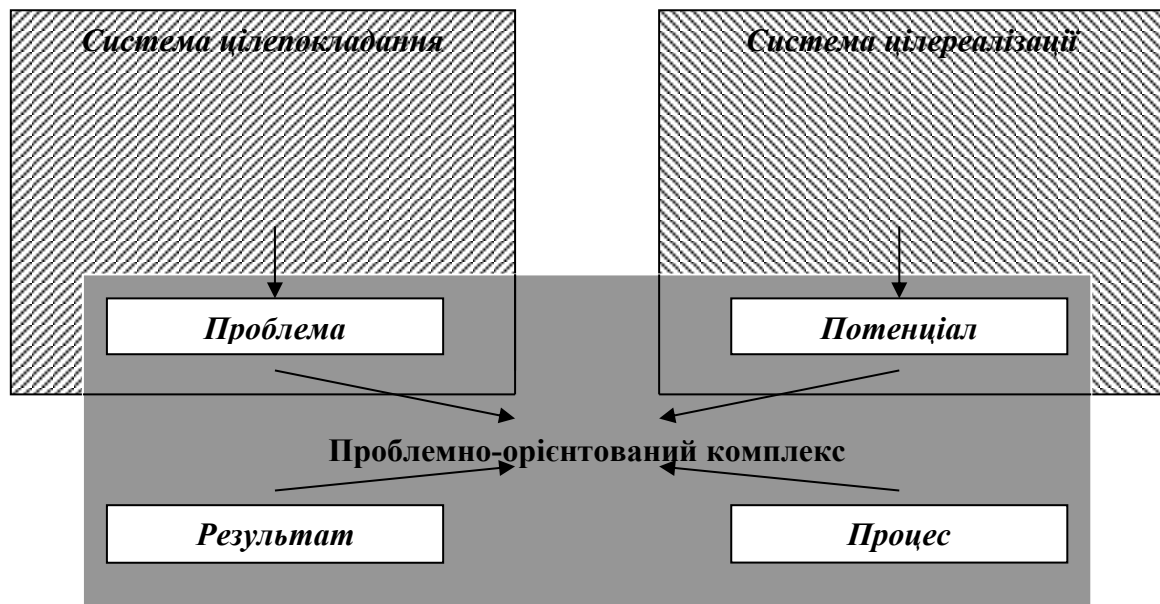 Система цілепокладання
Система цілереалізації
Проблема
Потенціал
Проблемно-орієнтований комплекс
Результат
Процес